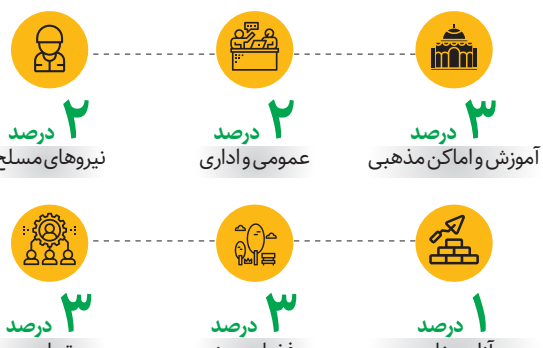 ۳ درصد
آموزش و اماکن مذهبی
۲ درصد
عمومی و اداری
۲ درصد
نیروهای مسلح
۱ درصد
۳ درصد
۳ درصد